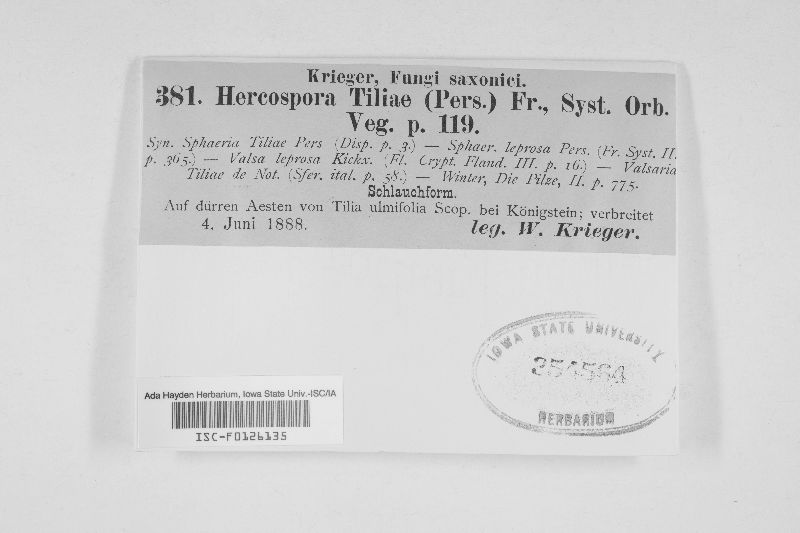 Krieger, Fungi saxonici.
381. Hercospora Tiliae (Pers.) Fr., Syst. Orb.
Veg. p. 119.
Syn. Sphaeria Tiliae Pers (Disp. p. 3.) — Sphaer. leprosa Pers. (Fr. Syst. II.
p. 365.) — Valsa leprosa Kickx. (Fl. Crypt. Fland. III. p. 16.) — Valsaria
Tiliae de Not. (Sfer. ital. p. 58.) — Winter, Die Pilze, II. p. 775.
Schlauchform.
Auf dürren Aesten von Tilia ulmifolia Scop. bei Königstein; verbreitet
4. Juni 1888. leg. W. Krieger.
IOWA STATE UNIVERSITY
HERBARIUM
Ada Hayden Herbarium, Iowa State Univ.-ISC/IA
ISC-F0126135